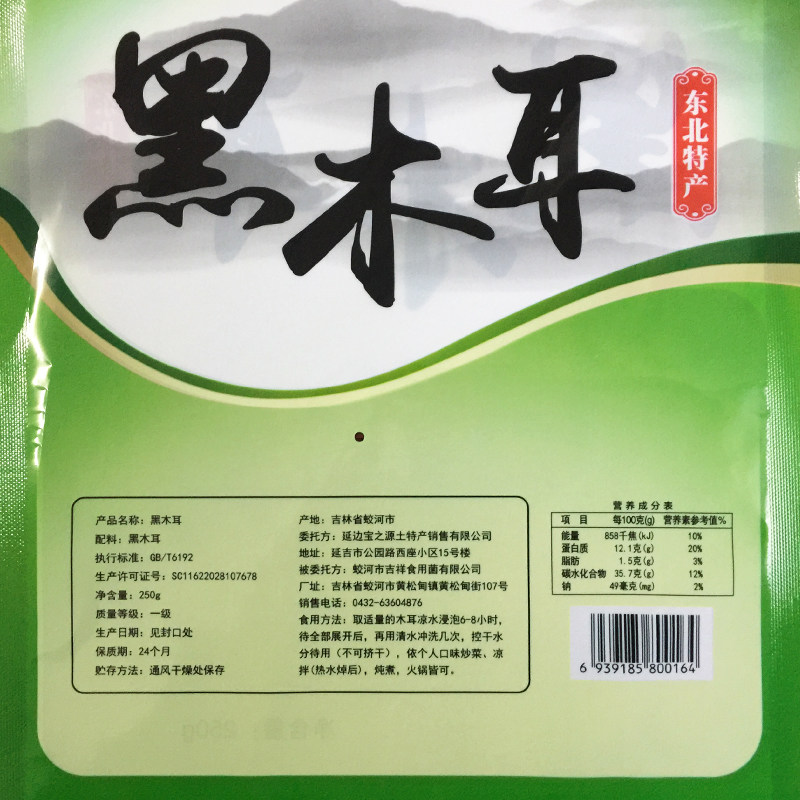 黑木耳
东北特产
产品名称：黑木耳
配料：黑木耳
执行标准：GB/T6192
生产许可证号：SC11622028107678
净含量：250g
质量等级：一级
生产日期：见封口处
保质期：24个月
贮存方法：通风干燥处保存
产地：吉林省蛟河市
委托方：延边宝之源土特产销售有限公司
地址：延吉市公园路西座小区15号楼
被委托方：蛟河市吉祥食用菌有限公司
厂址：吉林省蛟河市黄松甸镇黄松甸街107号
销售电话：0432-63604876
食用方法：取适量的木耳凉水浸泡6-8小时，
待全部展开后，再用清水冲洗几次，控干水
分待用（不可挤干），依个人口味炒菜、凉
拌(热水焯后)，炖煮，火锅皆可。
营养成分表
项 目 每100克(g) 营养素参考值%
能量 858千焦(kJ) 10%
蛋白质 12.1克(g) 20%
脂肪 1.5克(g) 3%
碳水化合物 35.7克(g) 12%
钠 49毫克(mg) 2%
6 939185 800164
净含量：250g